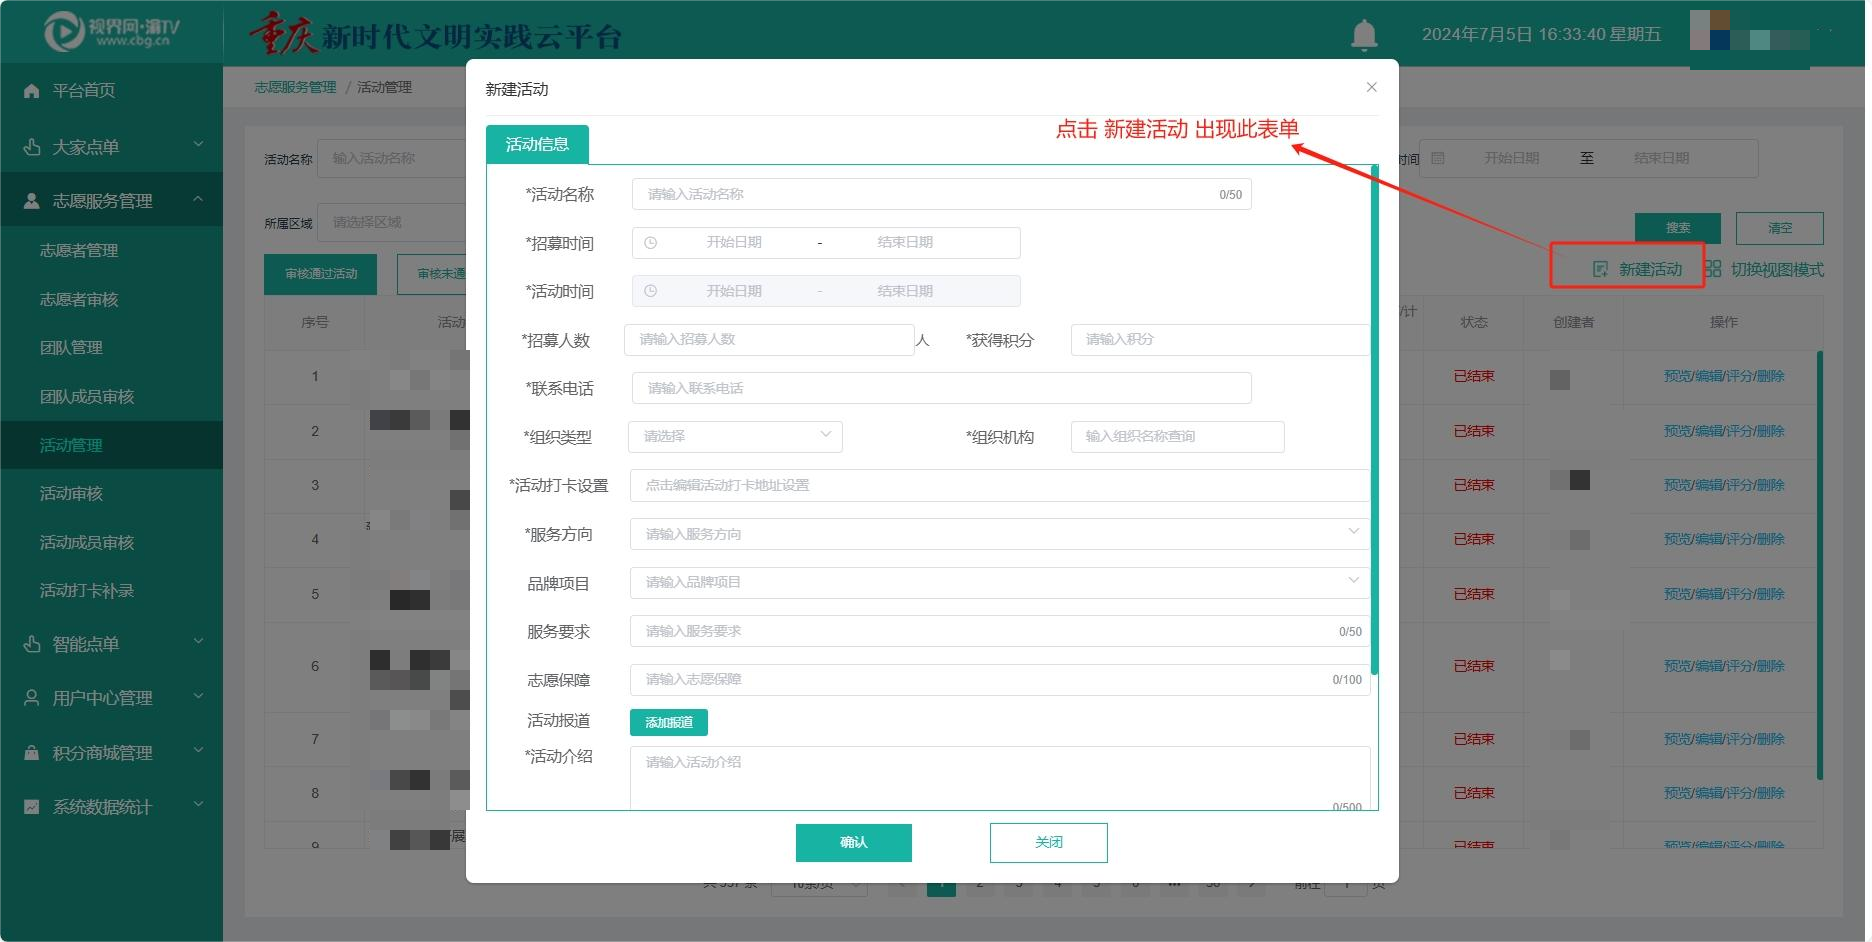 视界网·渝TV
www.cbg.cn
重庆新时代文明实践云平台
2024年7月5日 16:33:40 星期五
平台首页
大家点单
志愿服务管理
志愿者管理
志愿者审核
团队管理
团队成员审核
活动管理
活动审核
活动成员审核
活动打卡补录
智能点单
用户中心管理
积分商城管理
系统数据统计
志愿服务管理 / 活动管理
活动名称 输入活动名称
时间 开始日期 至 结束日期
所属区域 请选择区域
搜索 清空
审核通过活动 审核未通
新建活动 切换视图模式
序号 活动 /计 状态 创建者 操作
1 已结束 预览/编辑/评分/删除
2 已结束 预览/编辑/评分/删除
3 已结束 预览/编辑/评分/删除
4 已结束 预览/编辑/评分/删除
5 已结束 预览/编辑/评分/删除
6 已结束 预览/编辑/评分/删除
7 已结束 预览/编辑/评分/删除
8 已结束 预览/编辑/评分/删除
9 展 已结束 预览/编辑/评分/删除
新建活动
点击 新建活动 出现此表单
活动信息
*活动名称 请输入活动名称 0/50
*招募时间 开始日期 - 结束日期
*活动时间 开始日期 - 结束日期
*招募人数 请输入招募人数 人 *获得积分 请输入积分
*联系电话 请输入联系电话
*组织类型 请选择 *组织机构 输入组织名称查询
*活动打卡设置 点击编辑活动打卡地址设置
*服务方向 请输入服务方向
品牌项目 请输入品牌项目
服务要求 请输入服务要求 0/50
志愿保障 请输入志愿保障 0/100
活动报道 添加报道
*活动介绍 请输入活动介绍
0/500
确认 关闭
10条/页 1 2 3 4 5 6 ••• 前往 1 页